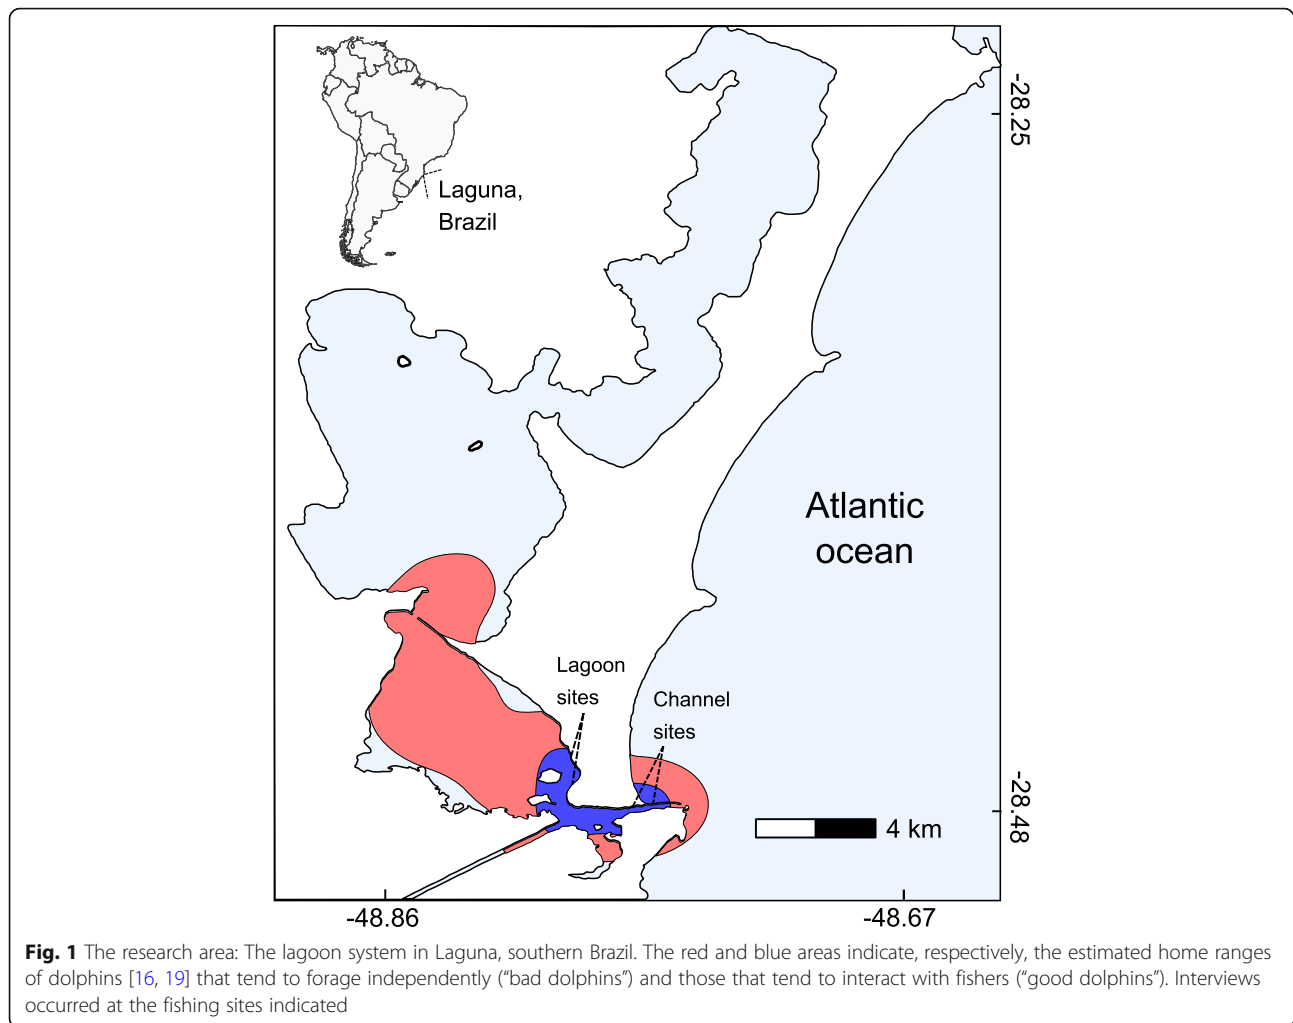 Laguna,
Brazil
-28.25
Atlantic
ocean
Lagoon
sites
Channel
sites
-28.48
4 km
-48.86
-48.67
Fig. 1 The research area: The lagoon system in Laguna, southern Brazil. The red and blue areas indicate, respectively, the estimated home ranges
of dolphins [16, 19] that tend to forage independently (“bad dolphins”) and those that tend to interact with fishers (“good dolphins”). Interviews
occurred at the fishing sites indicated